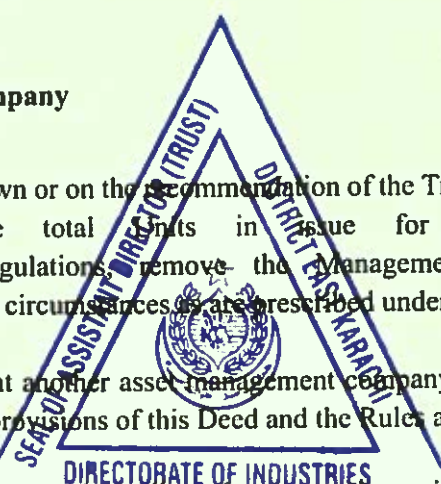 mpany
wn or on the recommendation of the Tr
e total Units in issue for
egulations, remove the Manageme
circumstances as are prescribed under
nt another asset management company
provisions of this Deed and the Rules a
SEAL OF ASSISTANT DIRECTOR (TRUST)
DISTRICT EAST KARACHI
DIRECTORATE OF INDUSTRIES